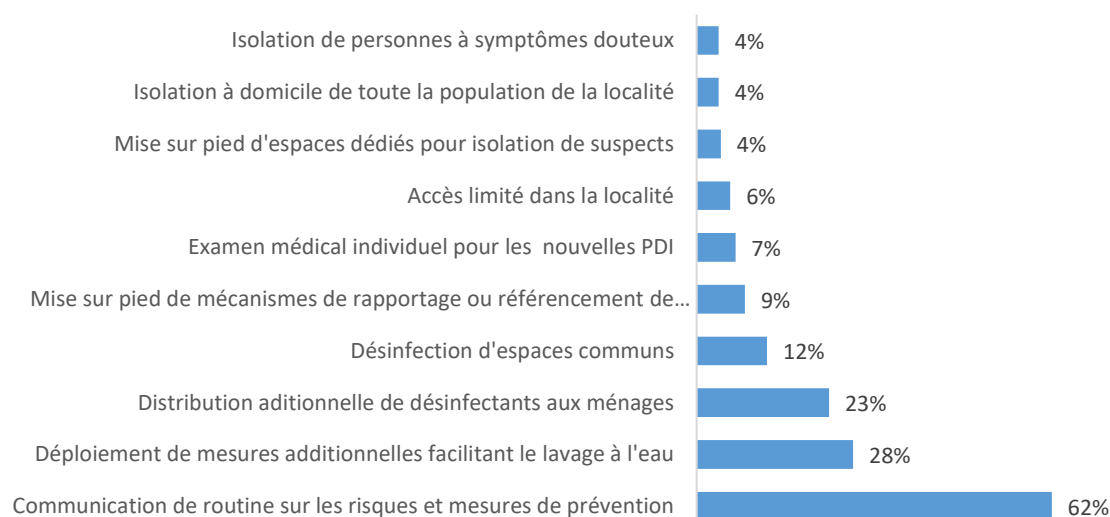 Isolation de personnes à symptômes douteux 4%
Isolation à domicile de toute la population de la localité 4%
Mise sur pied d'espaces dédiés pour isolation de suspects 4%
Accès limité dans la localité 6%
Examen médical individuel pour les  nouvelles PDI 7%
Mise sur pied de mécanismes de rapportage ou référencement de… 9%
Désinfection d'espaces communs 12%
Distribution aditionnelle de désinfectants aux ménages 23%
Déploiement de mesures additionnelles facilitant le lavage à l'eau 28%
Communication de routine sur les risques et mesures de prévention 62%